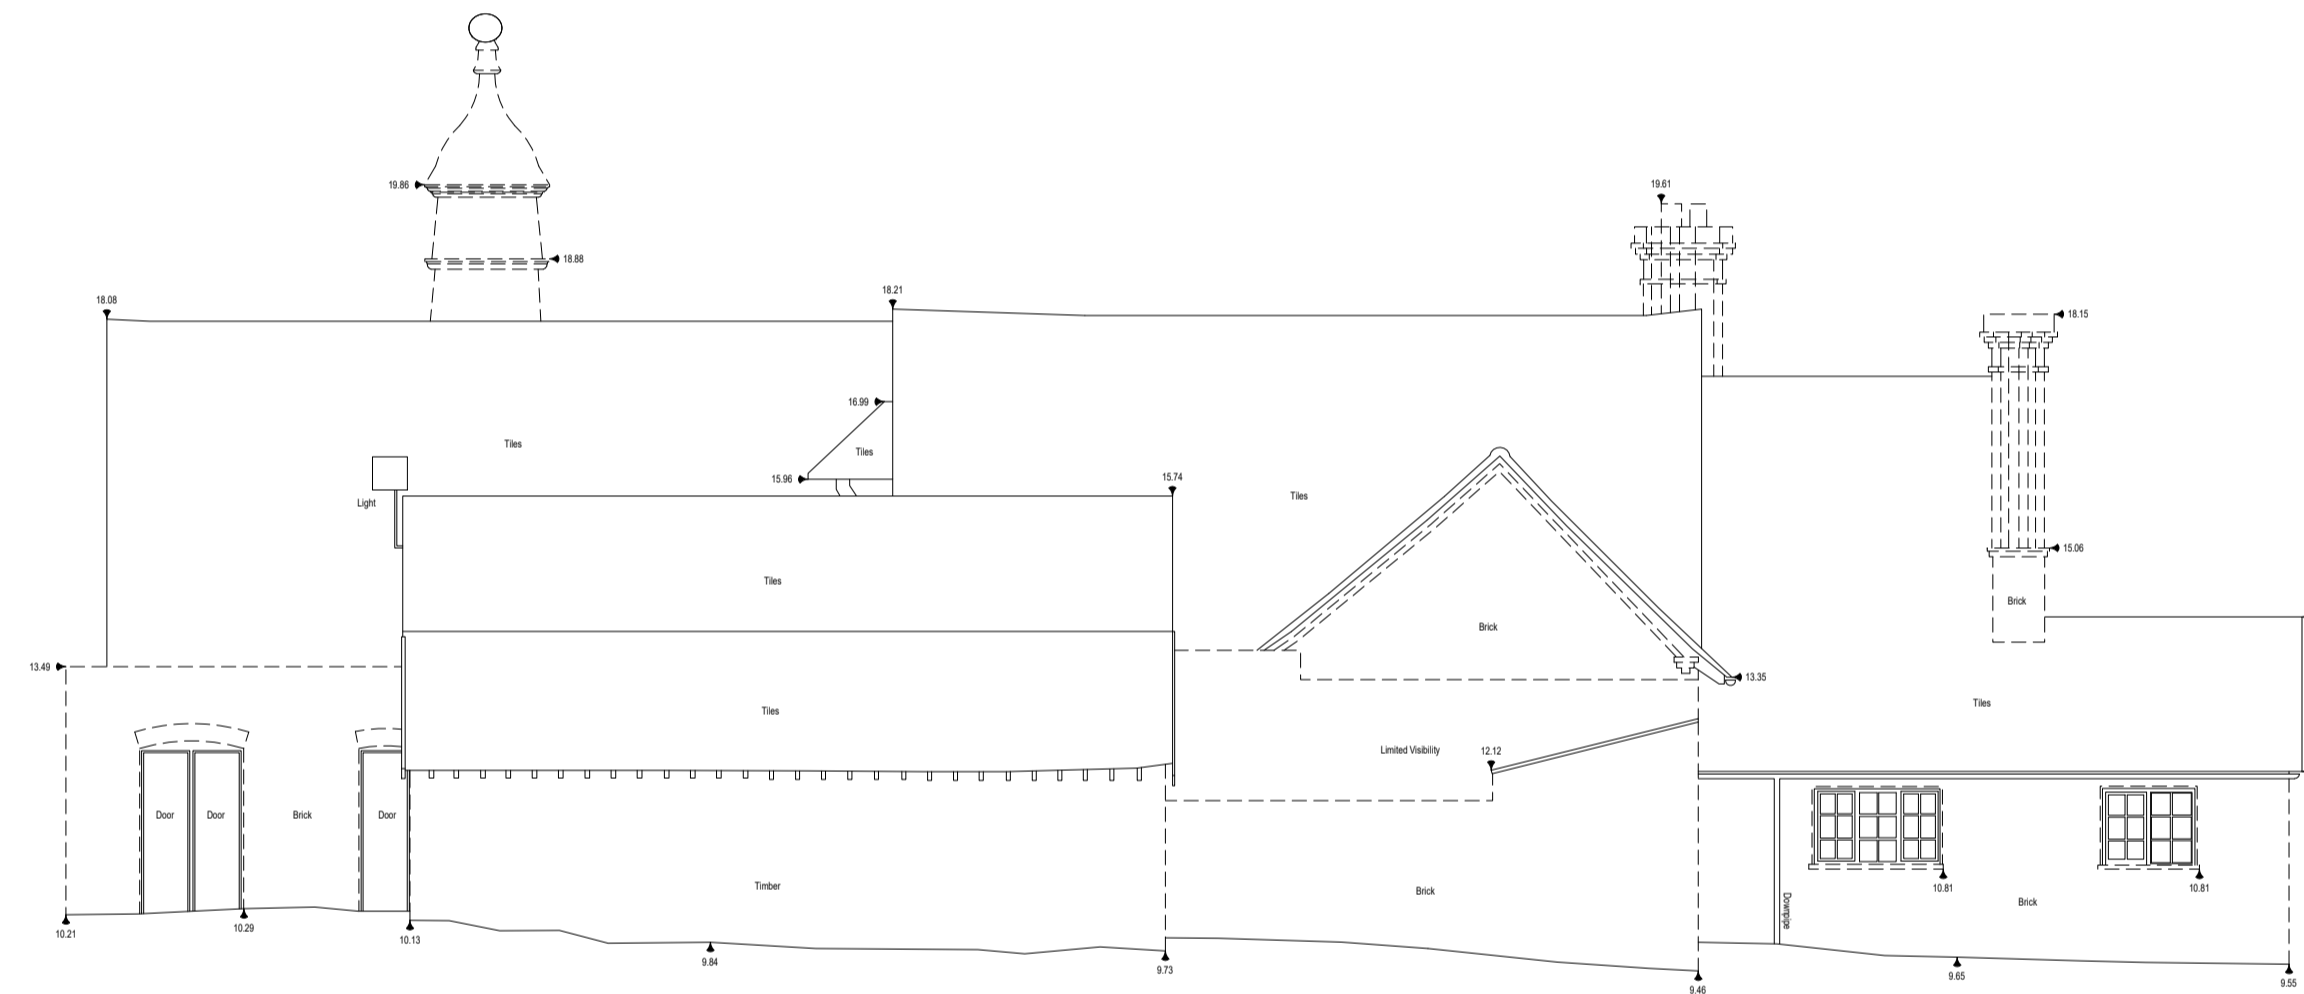 19.86
19.61
18.88
18.08
18.21
18.15
16.99
Tiles
Tiles
15.96
15.74
Light
Tiles
15.06
Tiles
Brick
Brick
13.49
13.35
Tiles
Tiles
Limited Visibility
12.12
Door
Door
Brick
Door
Timber
Brick
10.81
10.81
Downpipe
Brick
10.21
10.29
10.13
9.84
9.73
9.46
9.65
9.55